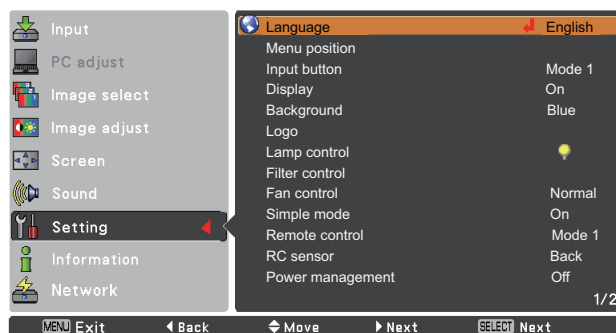 Input
PC adjust
Image select
Image adjust
Screen
Sound
Setting
Information
Network
Language English
Menu position
Input button Mode 1
Display On
Background Blue
Logo
Lamp control
Filter control
Fan control Normal
Simple mode On
Remote control Mode 1
RC sensor Back
Power management Off
1/2
MENU Exit Back Move Next SELECT Next